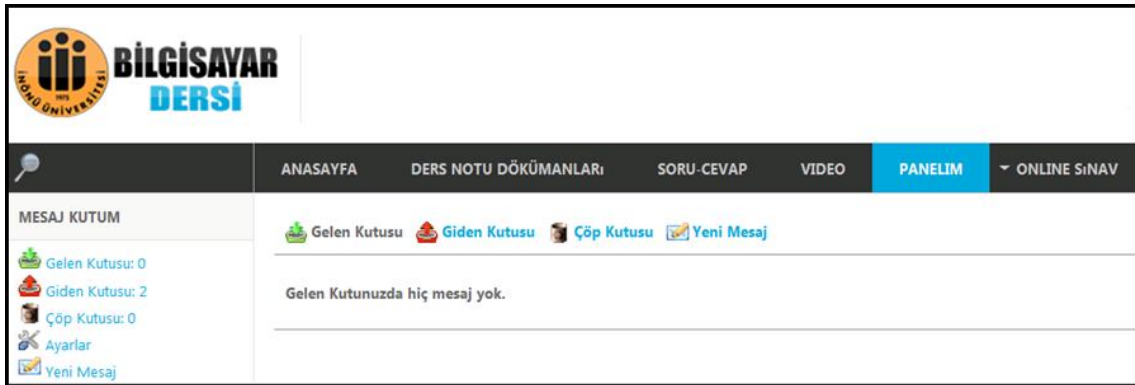 İNÖNÜ ÜNİVERSİTESİ
1975
BİLGİSAYAR
DERSİ
ANASAYFA DERS NOTU DÖKÜMANLARı SORU-CEVAP VIDEO PANELIM ONLINE SıNAV
MESAJ KUTUM
Gelen Kutusu: 0
Giden Kutusu: 2
Çöp Kutusu: 0
Ayarlar
Yeni Mesaj
Gelen Kutusu Giden Kutusu Çöp Kutusu Yeni Mesaj
Gelen Kutunuzda hiç mesaj yok.